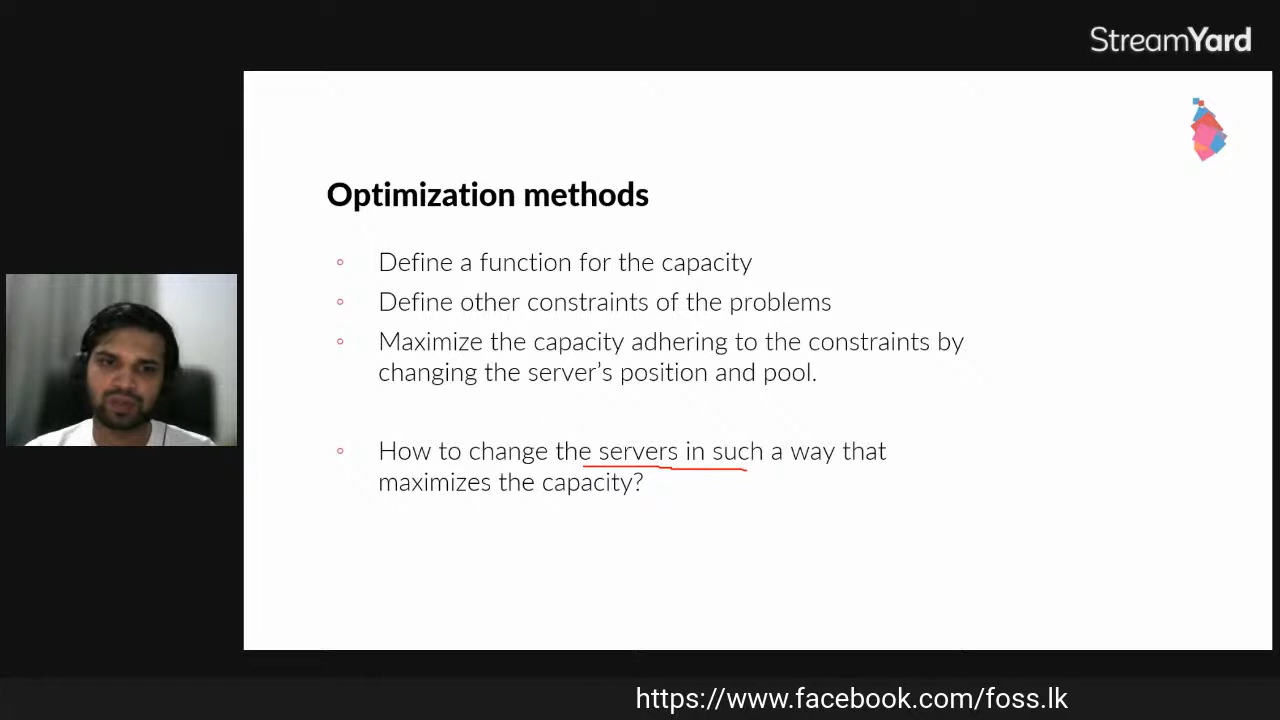 StreamYard
Optimization methods
Define a function for the capacity
Define other constraints of the problems
Maximize the capacity adhering to the constraints by
changing the server’s position and pool.
How to change the servers in such a way that
maximizes the capacity?
https://www.facebook.com/foss.lk